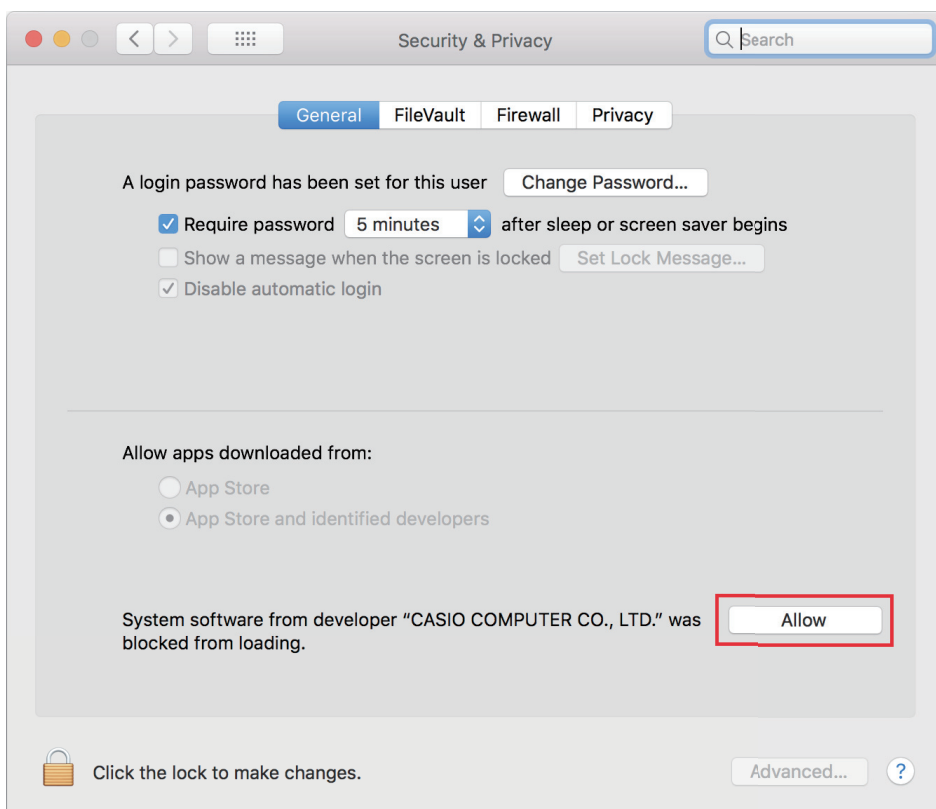 Security & Privacy
Search
General FileVault Firewall Privacy
A login password has been set for this user Change Password...
Require password 5 minutes after sleep or screen saver begins
Show a message when the screen is locked Set Lock Message...
Disable automatic login
Allow apps downloaded from:
App Store
App Store and identified developers
System software from developer “CASIO COMPUTER CO., LTD.” was Allow
blocked from loading.
Click the lock to make changes. Advanced... ?